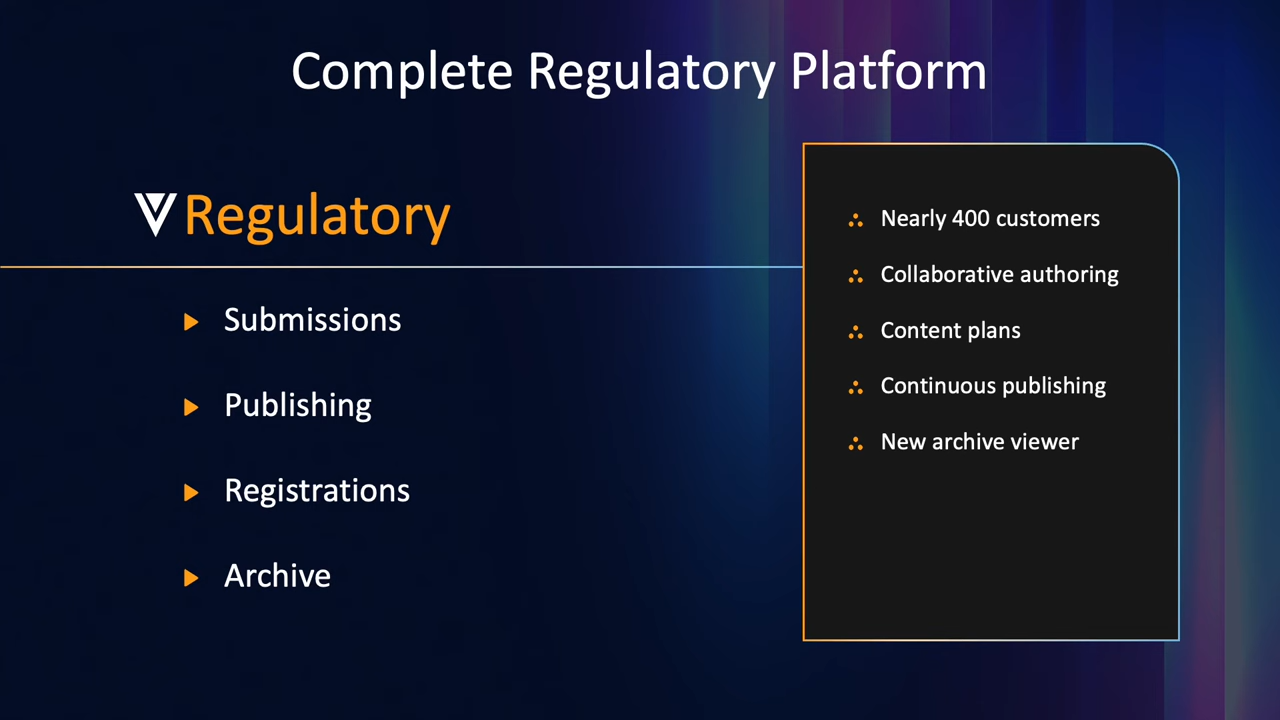 Complete Regulatory Platform
Regulatory
Submissions
Publishing
Registrations
Archive
Nearly 400 customers
Collaborative authoring
Content plans
Continuous publishing
New archive viewer